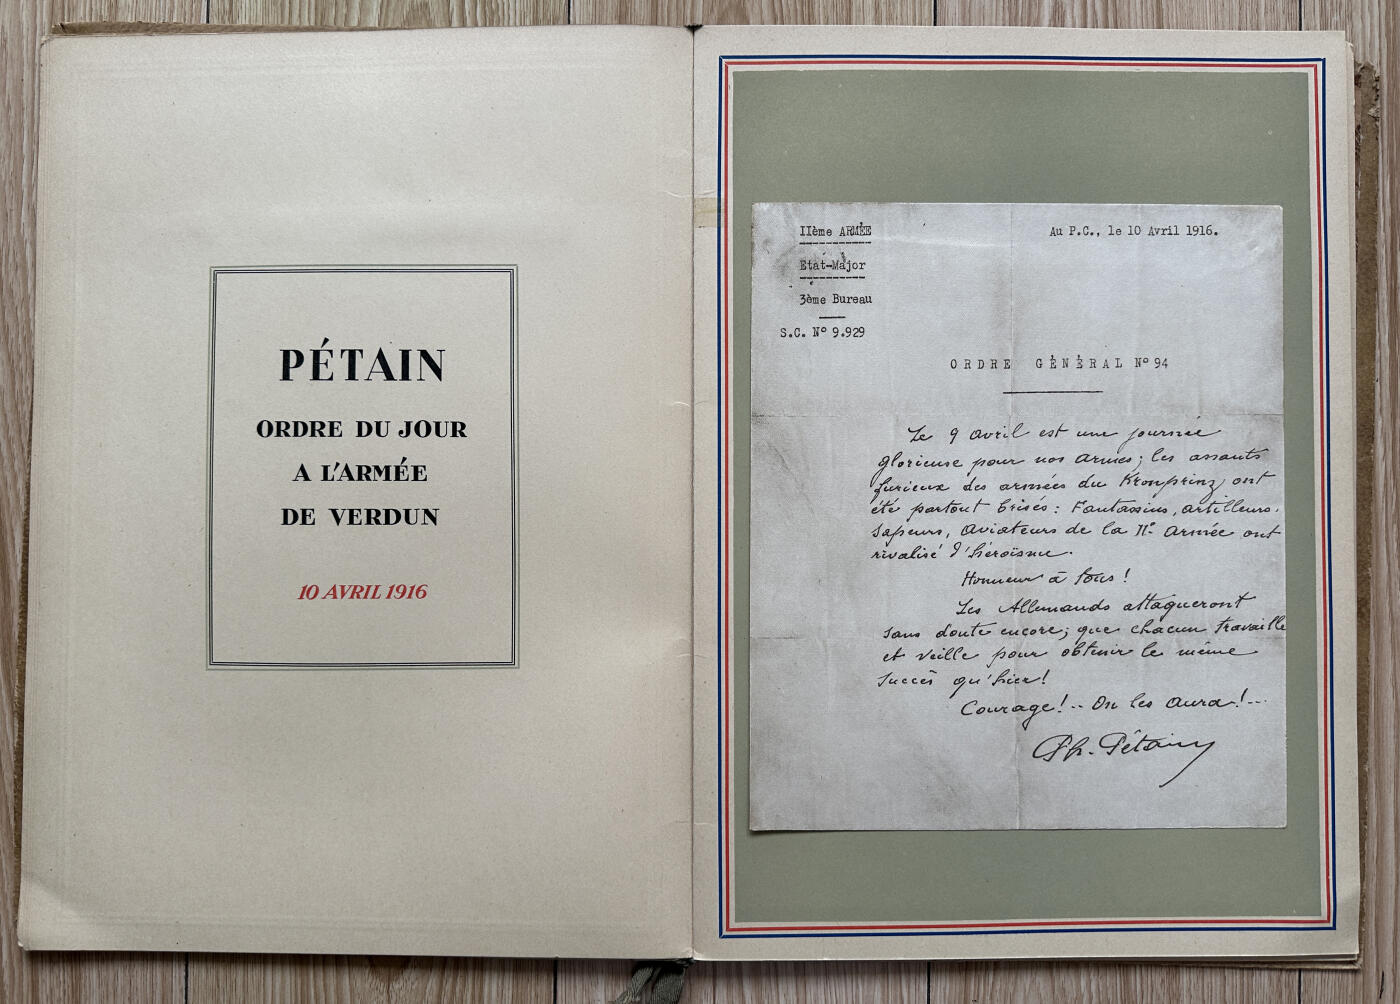 PÉTAIN
ORDRE DU JOUR
A L'ARMÉE
DE VERDUN
10 AVRIL 1916
IIème ARMÉE
Etat-Major
3ème Bureau
S.C. N° 9.929
Au P.C., le 10 Avril 1916.
ORDRE GÉNÉRAL N° 94
Le 9 avril est une journée
glorieuse pour nos armes; les assauts
furieux des armées du Kronprinz ont
été partout brisés: Fantassins, artilleurs,
sapeurs, aviateurs de la IIe Armée ont
rivalisé d'héroïsme.
Honneur à tous!
Les Allemands attaqueront
sans doute encore; que chacun travaille
et veille pour obtenir le même
succès qu'hier!
Courage!.. On les aura!...
Ph. Pétain